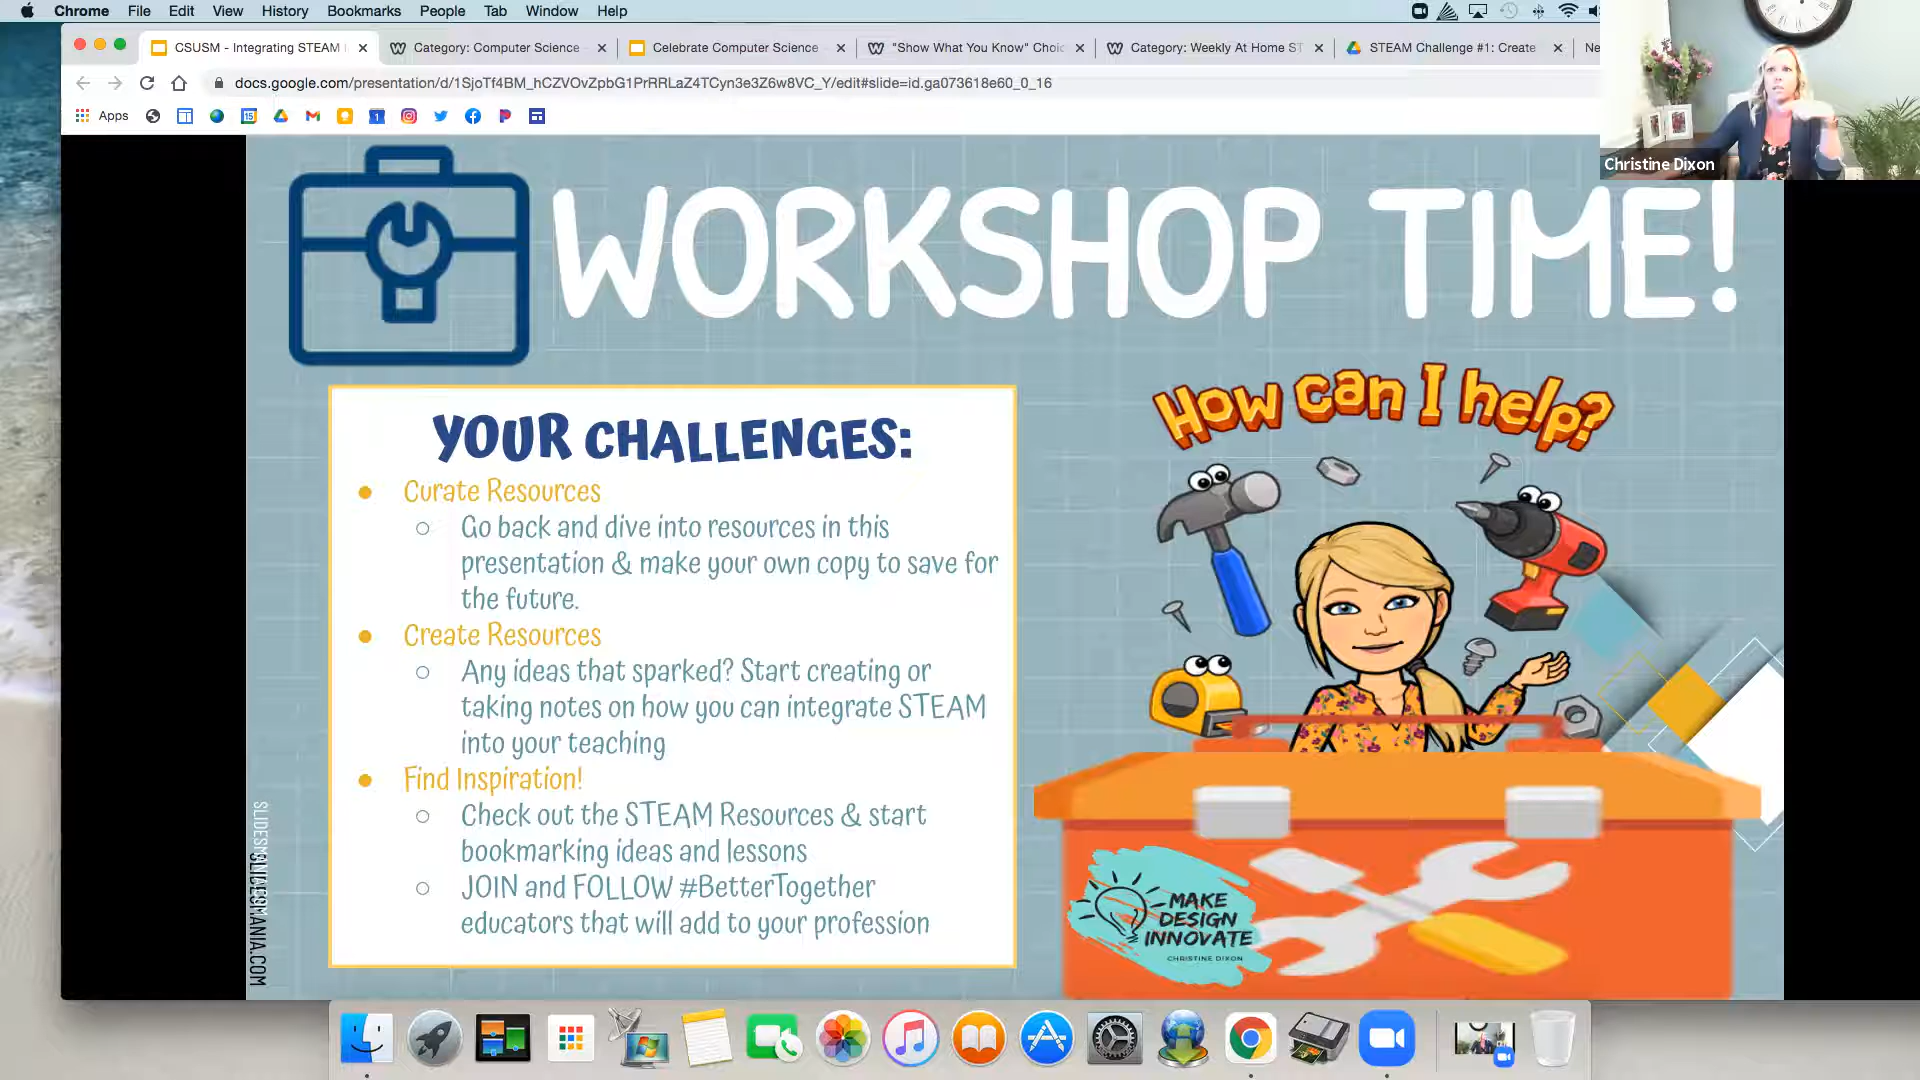 Chrome File Edit View History Bookmarks People Tab Window Help
CSUSM - Integrating STEAM
Category: Computer Science
Celebrate Computer Science
"Show What You Know" Choic
Category: Weekly At Home ST
STEAM Challenge #1: Create
Ne
docs.google.com/presentation/d/1SjoTf4BM_hCZVOvZpbG1PrRRLaZ4TCyn3e3Z6w8VC_Y/edit#slide=id.ga073618e60_0_16
Apps
Christine Dixon
WORKSHOP TIME!
How can I help?
YOUR CHALLENGES:
Curate Resources
Go back and dive into resources in this
presentation & make your own copy to save for
the future.
Create Resources
Any ideas that sparked? Start creating or
taking notes on how you can integrate STEAM
into your teaching
Find Inspiration!
Check out the STEAM Resources & start
bookmarking ideas and lessons
JOIN and FOLLOW #BetterTogether
educators that will add to your profession
SLIDESMANIA.COM
SLIDESMANIA.COM
MAKE
DESIGN
INNOVATE
CHRISTINE DIXON